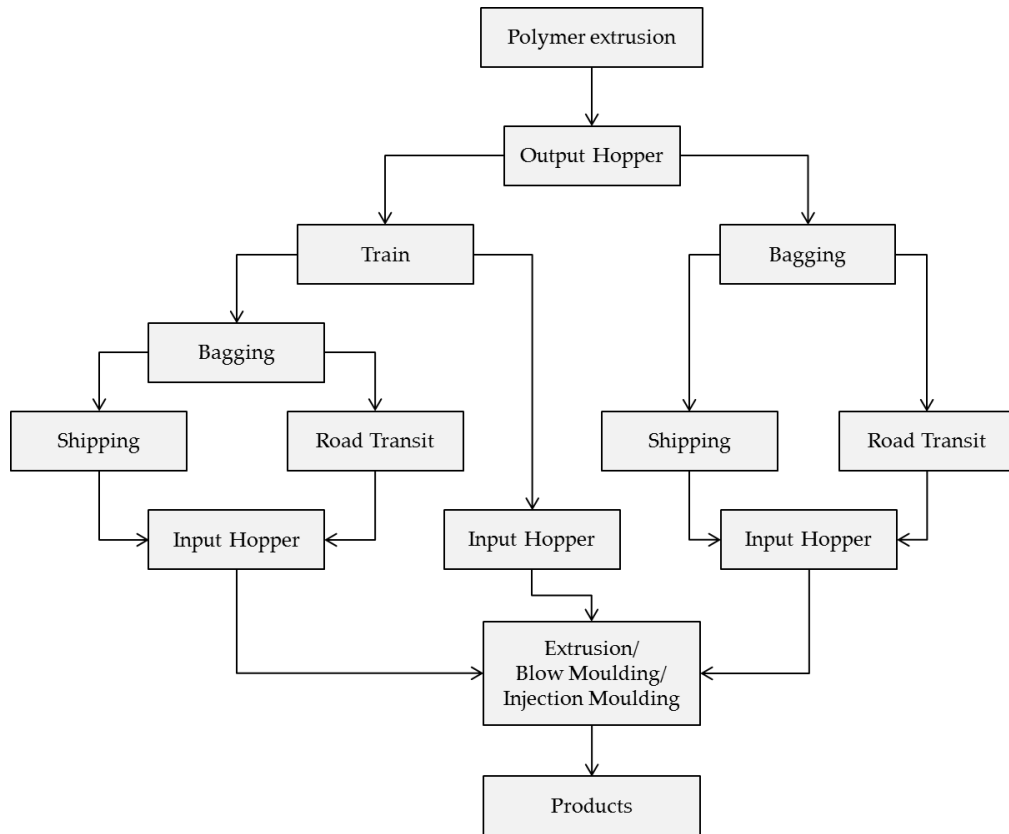 Polymer extrusion
Output Hopper
Train
Bagging
Bagging
Shipping
Road Transit
Shipping
Road Transit
Input Hopper
Input Hopper
Input Hopper
Extrusion/
Blow Moulding/
Injection Moulding
Products